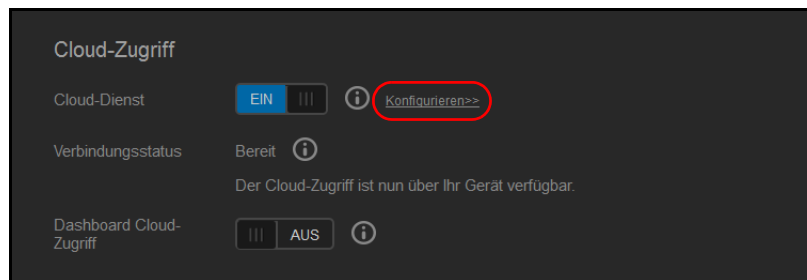 Cloud-Zugriff
Cloud-Dienst EIN Konfigurieren>>
Verbindungsstatus Bereit
Der Cloud-Zugriff ist nun über Ihr Gerät verfügbar.
Dashboard Cloud-
Zugriff AUS